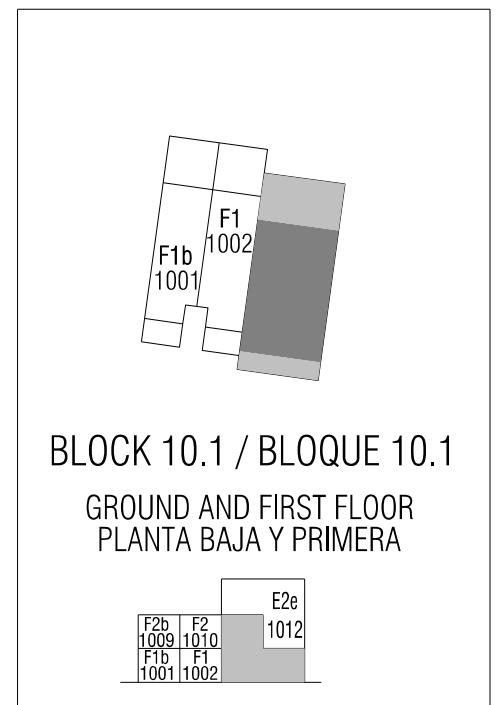 F1
1002
F1b
1001
BLOCK 10.1 / BLOQUE 10.1
GROUND AND FIRST FLOOR
PLANTA BAJA Y PRIMERA
E2e
1012
F2b F2
1009 1010
F1b F1
1001 1002